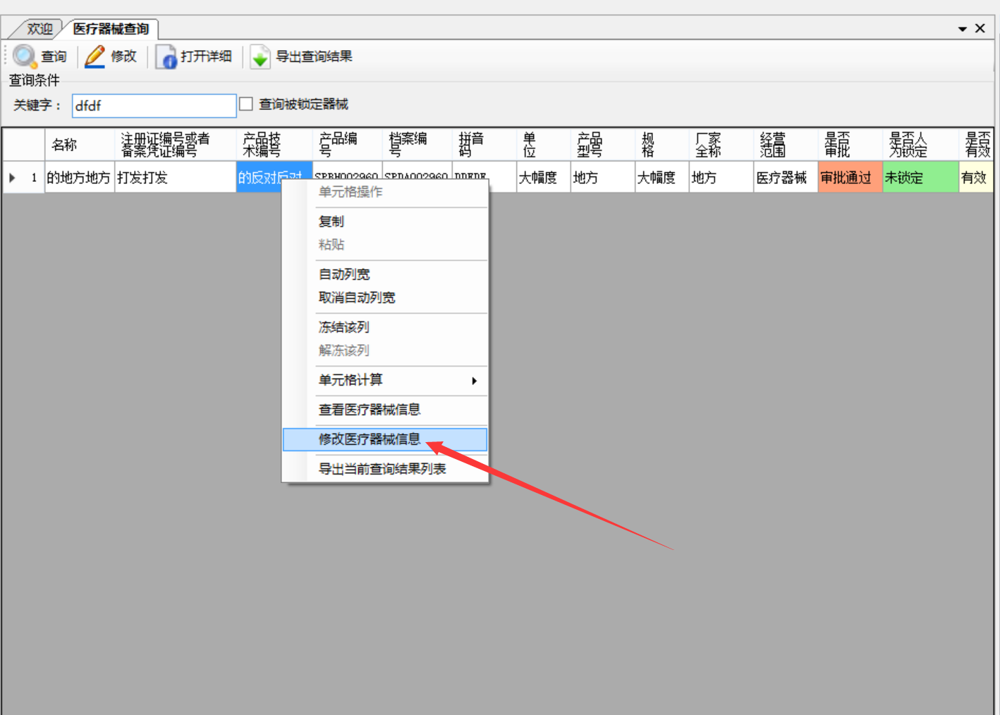 欢迎 医疗器械查询
查询 修改 打开详细 导出查询结果
查询条件
关键字： dfdf 查询被锁定器械
名称 注册证编号或者备案凭证编号 产品技术编号 产品编号 档案编号 拼音码 单位 产品型号 规格 厂家全称 经营范围 是否审批 是否人为锁定 是否有效
1 的地方地方 打发打发 的反对反对 大幅度 地方 大幅度 地方 医疗器械 审批通过 未锁定 有效
单元格操作
复制
粘贴
自动列宽
取消自动列宽
冻结该列
解冻该列
单元格计算
查看医疗器械信息
修改医疗器械信息
导出当前查询结果列表